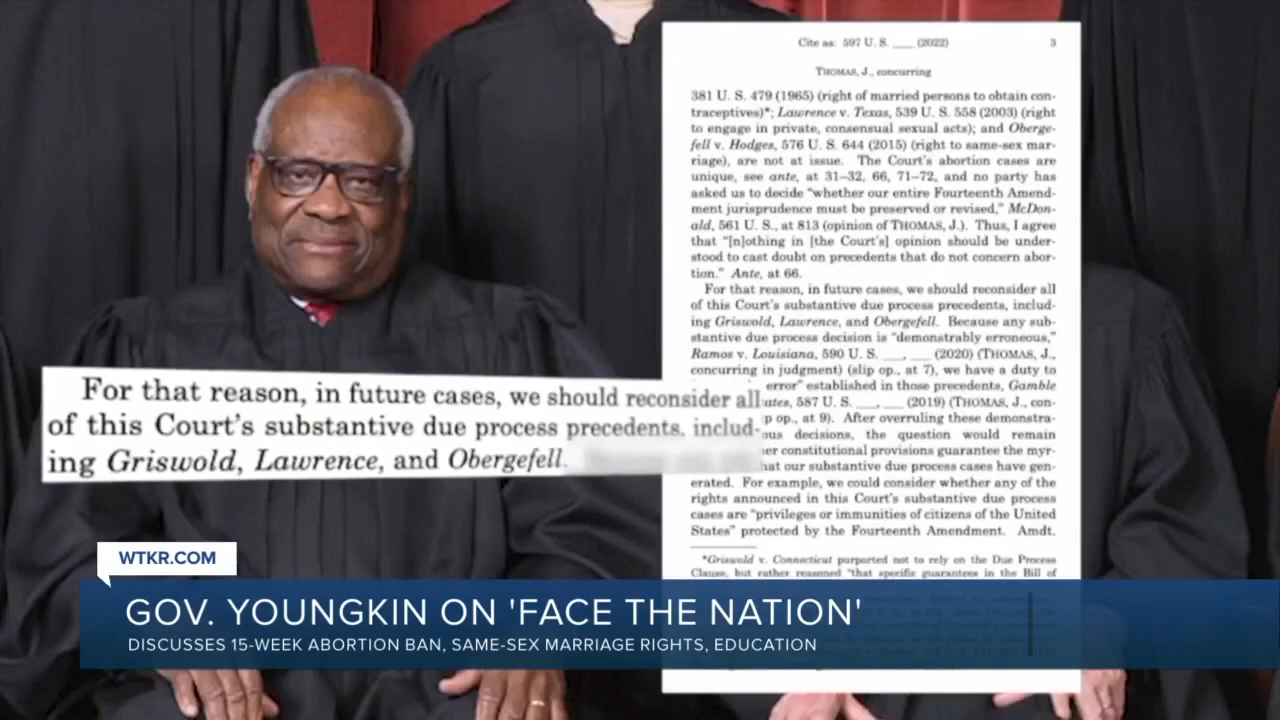 Cite as: 597 U. S. ____ (2022) 3
THOMAS, J., concurring
381 U. S. 479 (1965) (right of married persons to obtain con-
traceptives)*; Lawrence v. Texas, 539 U. S. 558 (2003) (right
to engage in private, consensual sexual acts); and Oberge-
fell v. Hodges, 576 U. S. 644 (2015) (right to same-sex mar-
riage), are not at issue. The Court's abortion cases are
unique, see ante, at 31–32, 66, 71–72, and no party has
asked us to decide "whether our entire Fourteenth Amend-
ment jurisprudence must be preserved or revised," McDon-
ald, 561 U. S., at 813 (opinion of THOMAS, J.). Thus, I agree
that "[n]othing in [the Court's] opinion should be under-
stood to cast doubt on precedents that do not concern abor-
tion." Ante, at 66.
For that reason, in future cases, we should reconsider all
of this Court's substantive due process precedents, includ-
ing Griswold, Lawrence, and Obergefell. Because any sub-
stantive due process decision is "demonstrably erroneous,"
Ramos v. Louisiana, 590 U. S. ___, ___ (2020) (THOMAS, J.,
concurring in judgment) (slip op., at 7), we have a duty to
error" established in those precedents, Gamble
587 U. S. ___, ___ (2019) (THOMAS, J., con-
op., at 9). After overruling these demonstra-
decisions, the question would remain
constitutional provisions guarantee the myr-
our substantive due process cases have gen-
erated. For example, we could consider whether any of the
rights announced in this Court's substantive due process
cases are "privileges or immunities of citizens of the United
States" protected by the Fourteenth Amendment. Amdt.
*Griswold v. Connecticut purported not to rely on the Due Process
Clause, but rather reasoned "that specific guarantees in the Bill of
For that reason, in future cases, we should reconsider all
of this Court's substantive due process precedents, includ-
ing Griswold, Lawrence, and Obergefell.
WTKR.COM
GOV. YOUNGKIN ON 'FACE THE NATION'
DISCUSSES 15-WEEK ABORTION BAN, SAME-SEX MARRIAGE RIGHTS, EDUCATION